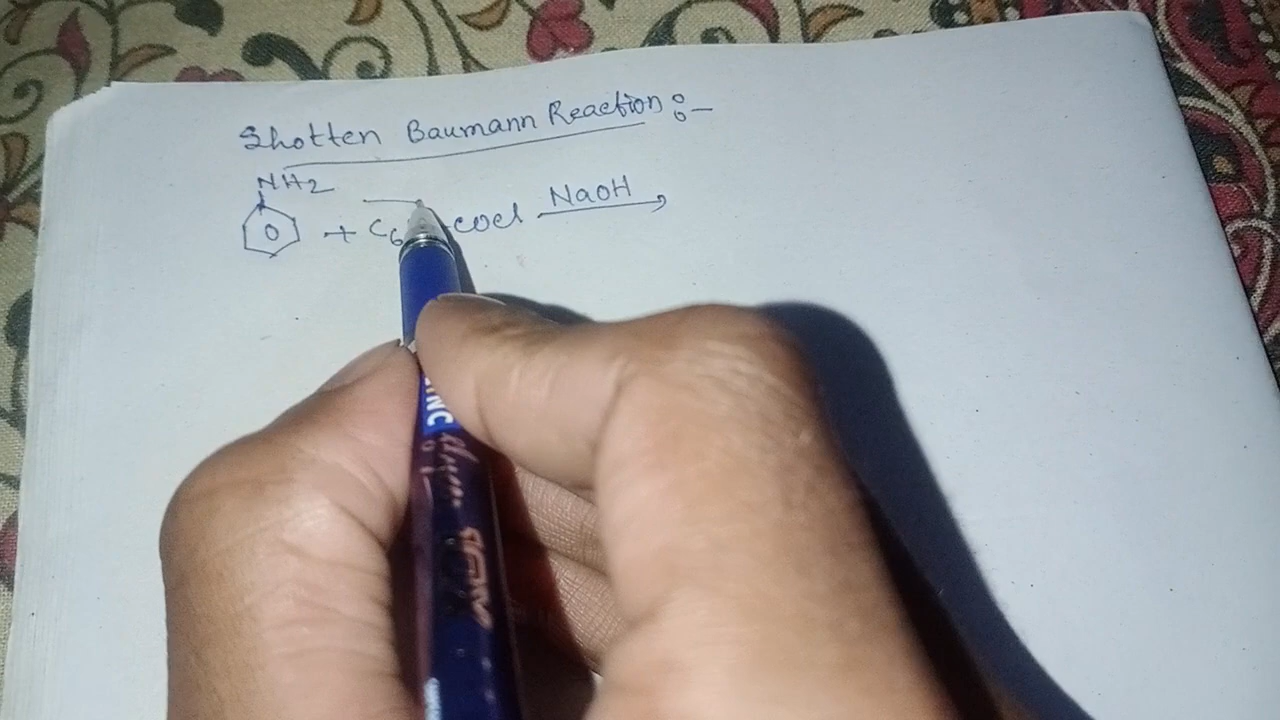 Shotten Baumann Reaction :-
NH2
+ C6 -cocl NaOH